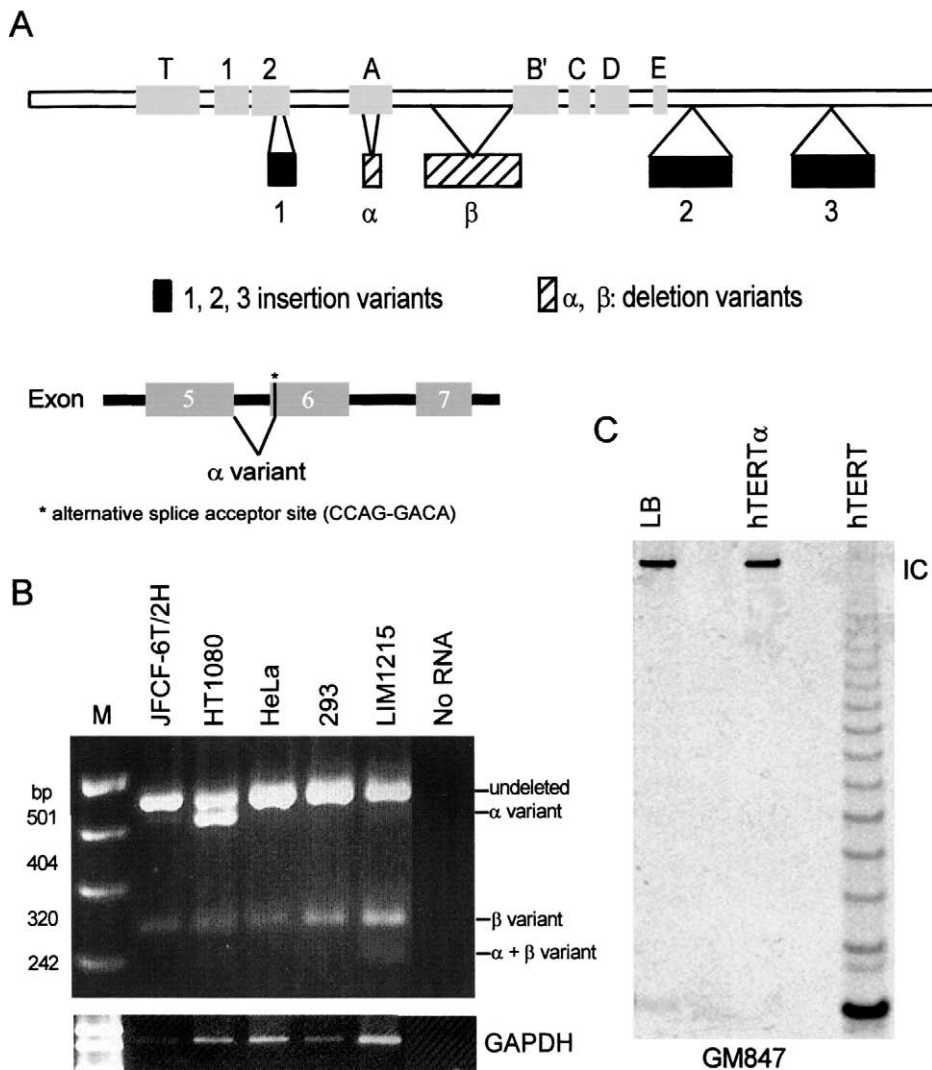 A
T 1 2 A B' C D E
1 α β 2 3
1, 2, 3 insertion variants
α, β: deletion variants
*
Exon 5 6 7
α variant
* alternative splice acceptor site (CCAG-GACA)
B
M JFCF-6T/2H HT1080 HeLa 293 LIM1215 No RNA
bp
501
404
320
242
undeleted
α variant
β variant
α + β variant
GAPDH
C
LB hTERTα hTERT
IC
GM847